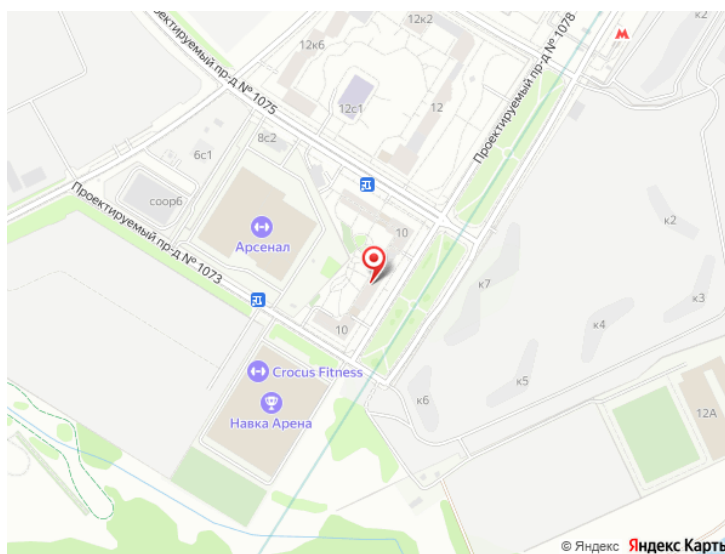 к2
12к2
12к6
Проектируемый пр-д № 1078
Проектируемый пр-д № 1075
12с1
12
8с2
6с1
соор6
10
к2
Арсенал
Проектируемый пр-д № 1073
к7
к3
к4
10
Crocus Fitness
к5
к6
Навка Арена
12А
© Яндекс Яндекс Карты